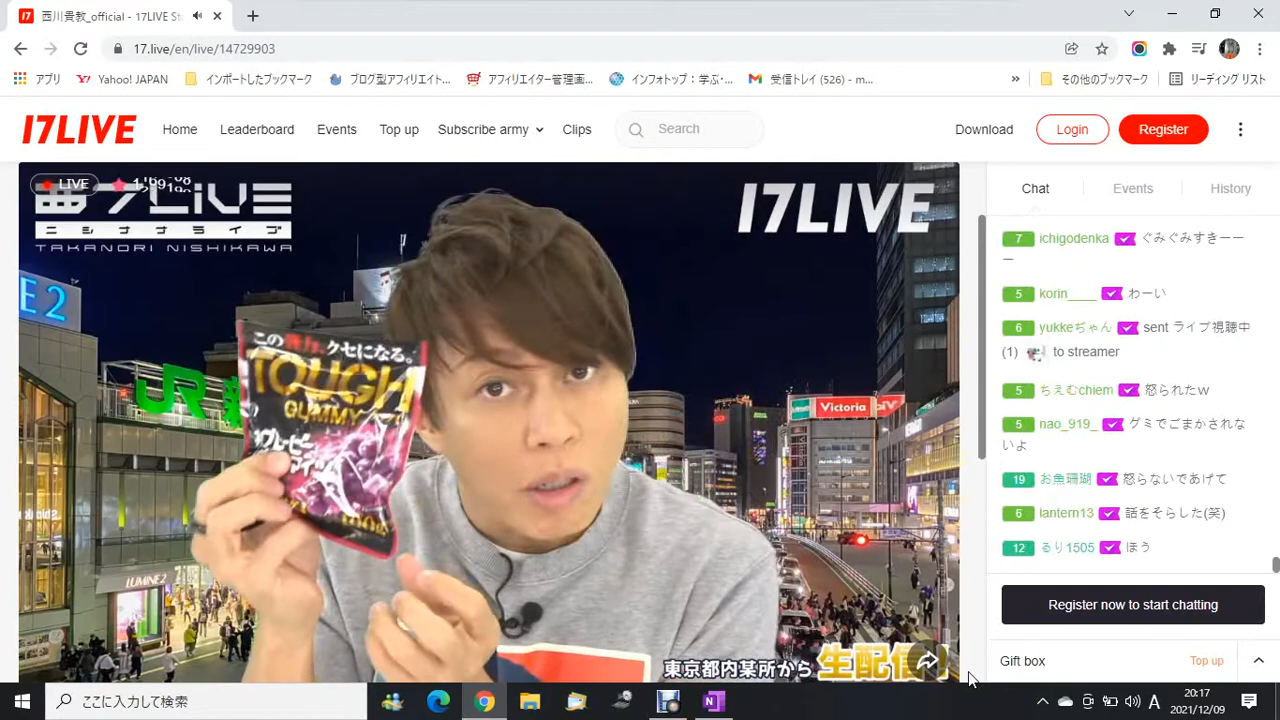 西川貴教_official - 17LIVE St
17.live/en/live/14729903
アプリ
Yahoo! JAPAN
インポートしたブックマーク
ブログ型アフィリエイト...
アフィリエイター管理画...
インフォトップ：学ぶ・...
受信トレイ (526) - m...
»
その他のブックマーク
リーディング リスト
17LIVE
Home
Leaderboard
Events
Top up
Subscribe army
Clips
Search
Download
Login
Register
LIVE
西7LIVE
ニシナナライブ
TAKANORI NISHIKAWA
17LIVE
E 2
JR
LUMINE2
Victoria
この
クセになる。
TOUGH
GUMMY
東京都内某所から 生配信!
Chat
Events
History
7 ichigodenka ぐみぐみすきーー
ー
5 korin____ わーい
6 yukkeぢゃん sent ライブ視聴中
(1) to streamer
5 ちえむchiem 怒られたｗ
5 nao_919_ グミでごまかされな
いよ
19 お魚珊瑚 怒らないであげて
6 lantern13 話をそらした(笑)
12 るり1505 ほう
Register now to start chatting
Gift box
Top up
ここに入力して検索
A
20:17
2021/12/09